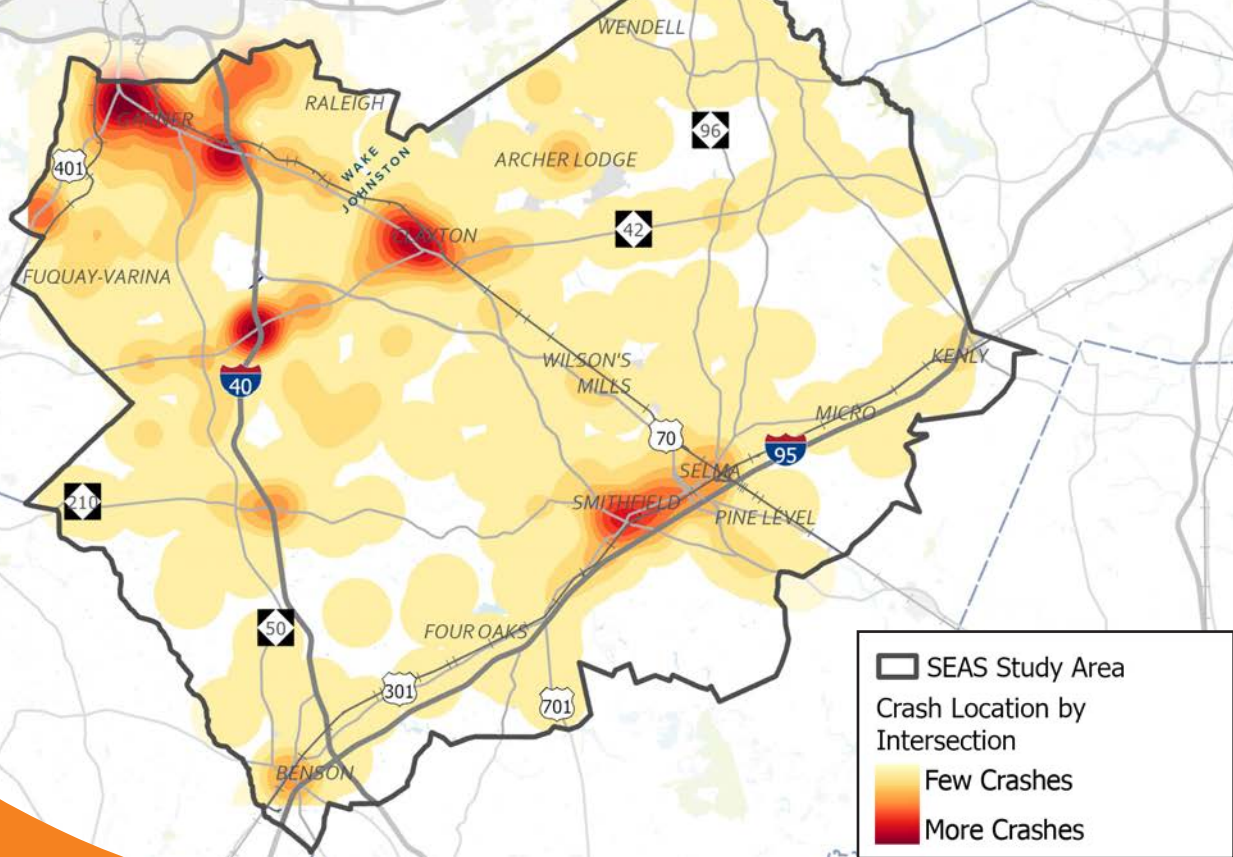 WENDELL
RALEIGH
GARNER
96
401
WAKE
-
JOHNSTON
ARCHER LODGE
42
CLAYTON
FUQUAY-VARINA
KENLY
WILSON'S
MILLS
40
MICRO
70
95
SELMA
210
SMITHFIELD
PINE LEVEL
50
FOUR OAKS
301
701
BENSON
SEAS Study Area
Crash Location by
Intersection
Few Crashes
More Crashes